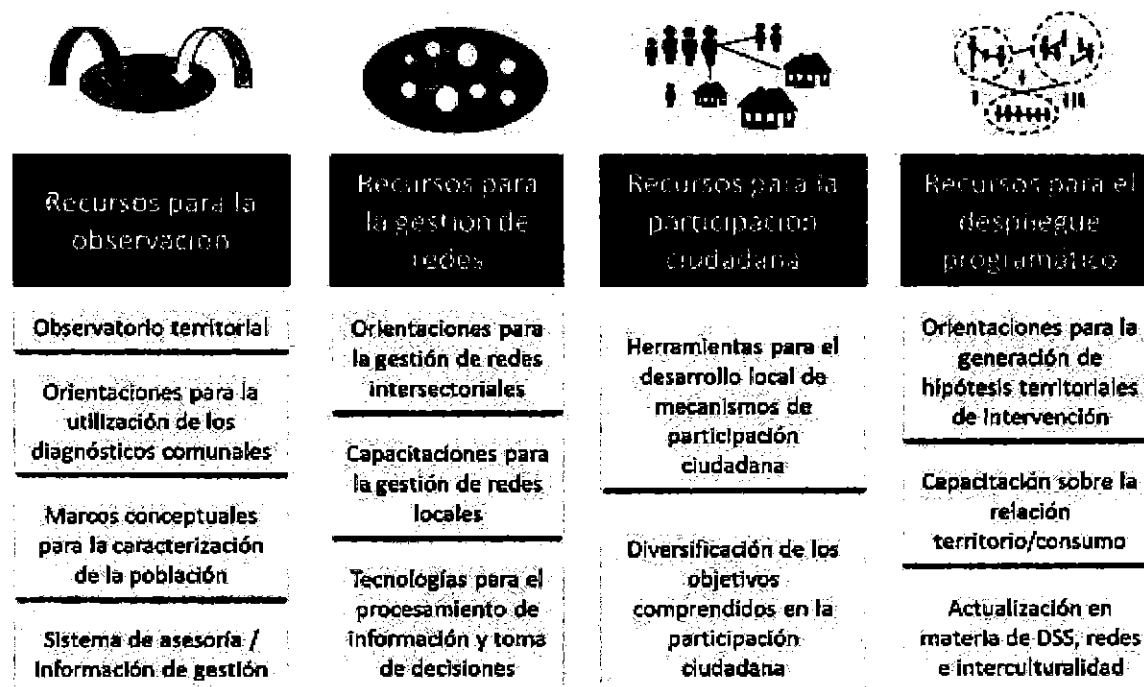 Recursos para la
observación
Observatorio territorial
Orientaciones para la
utilización de los
diagnósticos comunales
Marcos conceptuales
para la caracterización
de la población
Sistema de asesoría /
Información de gestión
Recursos para
la gestión de
redes
Orientaciones para
la gestión de redes
intersectoriales
Capacitaciones para
la gestión de redes
locales
Tecnologías para el
procesamiento de
información y toma
de decisiones
Recursos para la
participación
ciudadana
Herramientas para el
desarrollo local de
mecanismos de
participación
ciudadana
Diversificación de los
objetivos
comprendidos en la
participación
ciudadana
Recursos para el
despliegue
programático
Orientaciones para la
generación de
hipótesis territoriales
de intervención
Capacitación sobre la
relación
territorio/consumo
Actualización en
materia de DSS, redes
e interculturalidad